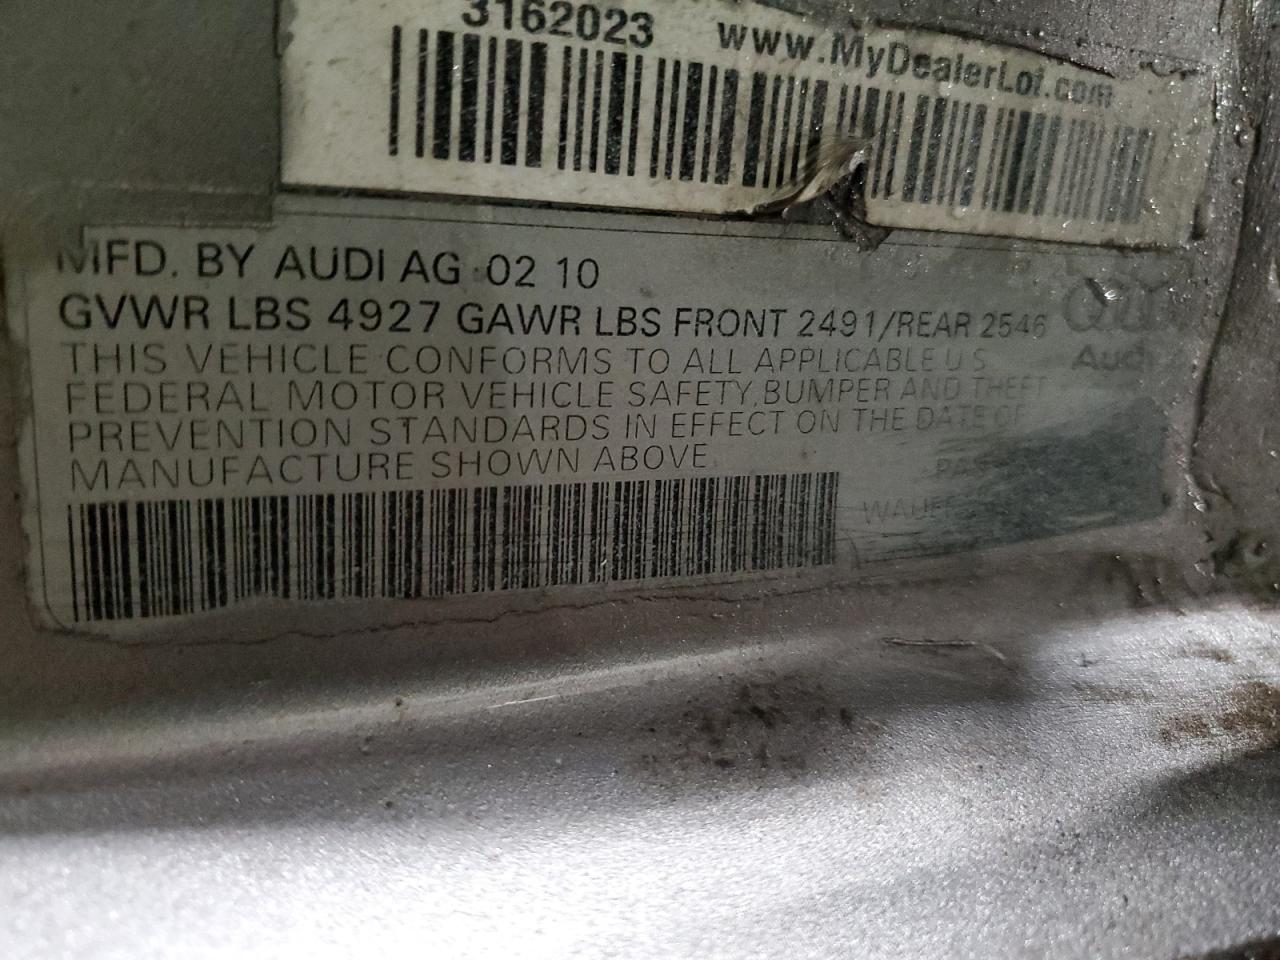 3162023 www.MyDealerLot.com
MFD. BY AUDI AG 02 10
GVWR LBS 4927 GAWR LBS FRONT 2491/REAR 2546
Audi
THIS VEHICLE CONFORMS TO ALL APPLICABLE U S
FEDERAL MOTOR VEHICLE SAFETY, BUMPER AND THEFT
PREVENTION STANDARDS IN EFFECT ON THE DATE OF
MANUFACTURE SHOWN ABOVE